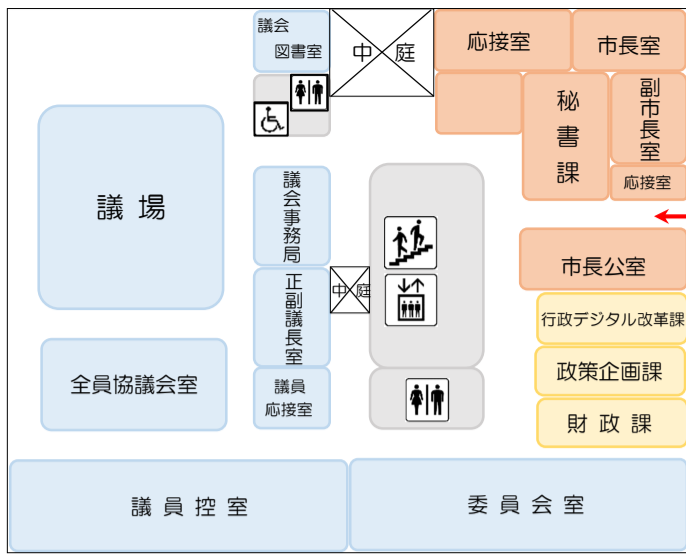 議会
図書室
中庭
応接室
市長室
秘書課
副市長室
応接室
議場
議会事務局
中庭
正副議長室
市長公室
行政デジタル改革課
全員協議会室
議員
応接室
政策企画課
財政課
議員控室
委員会室